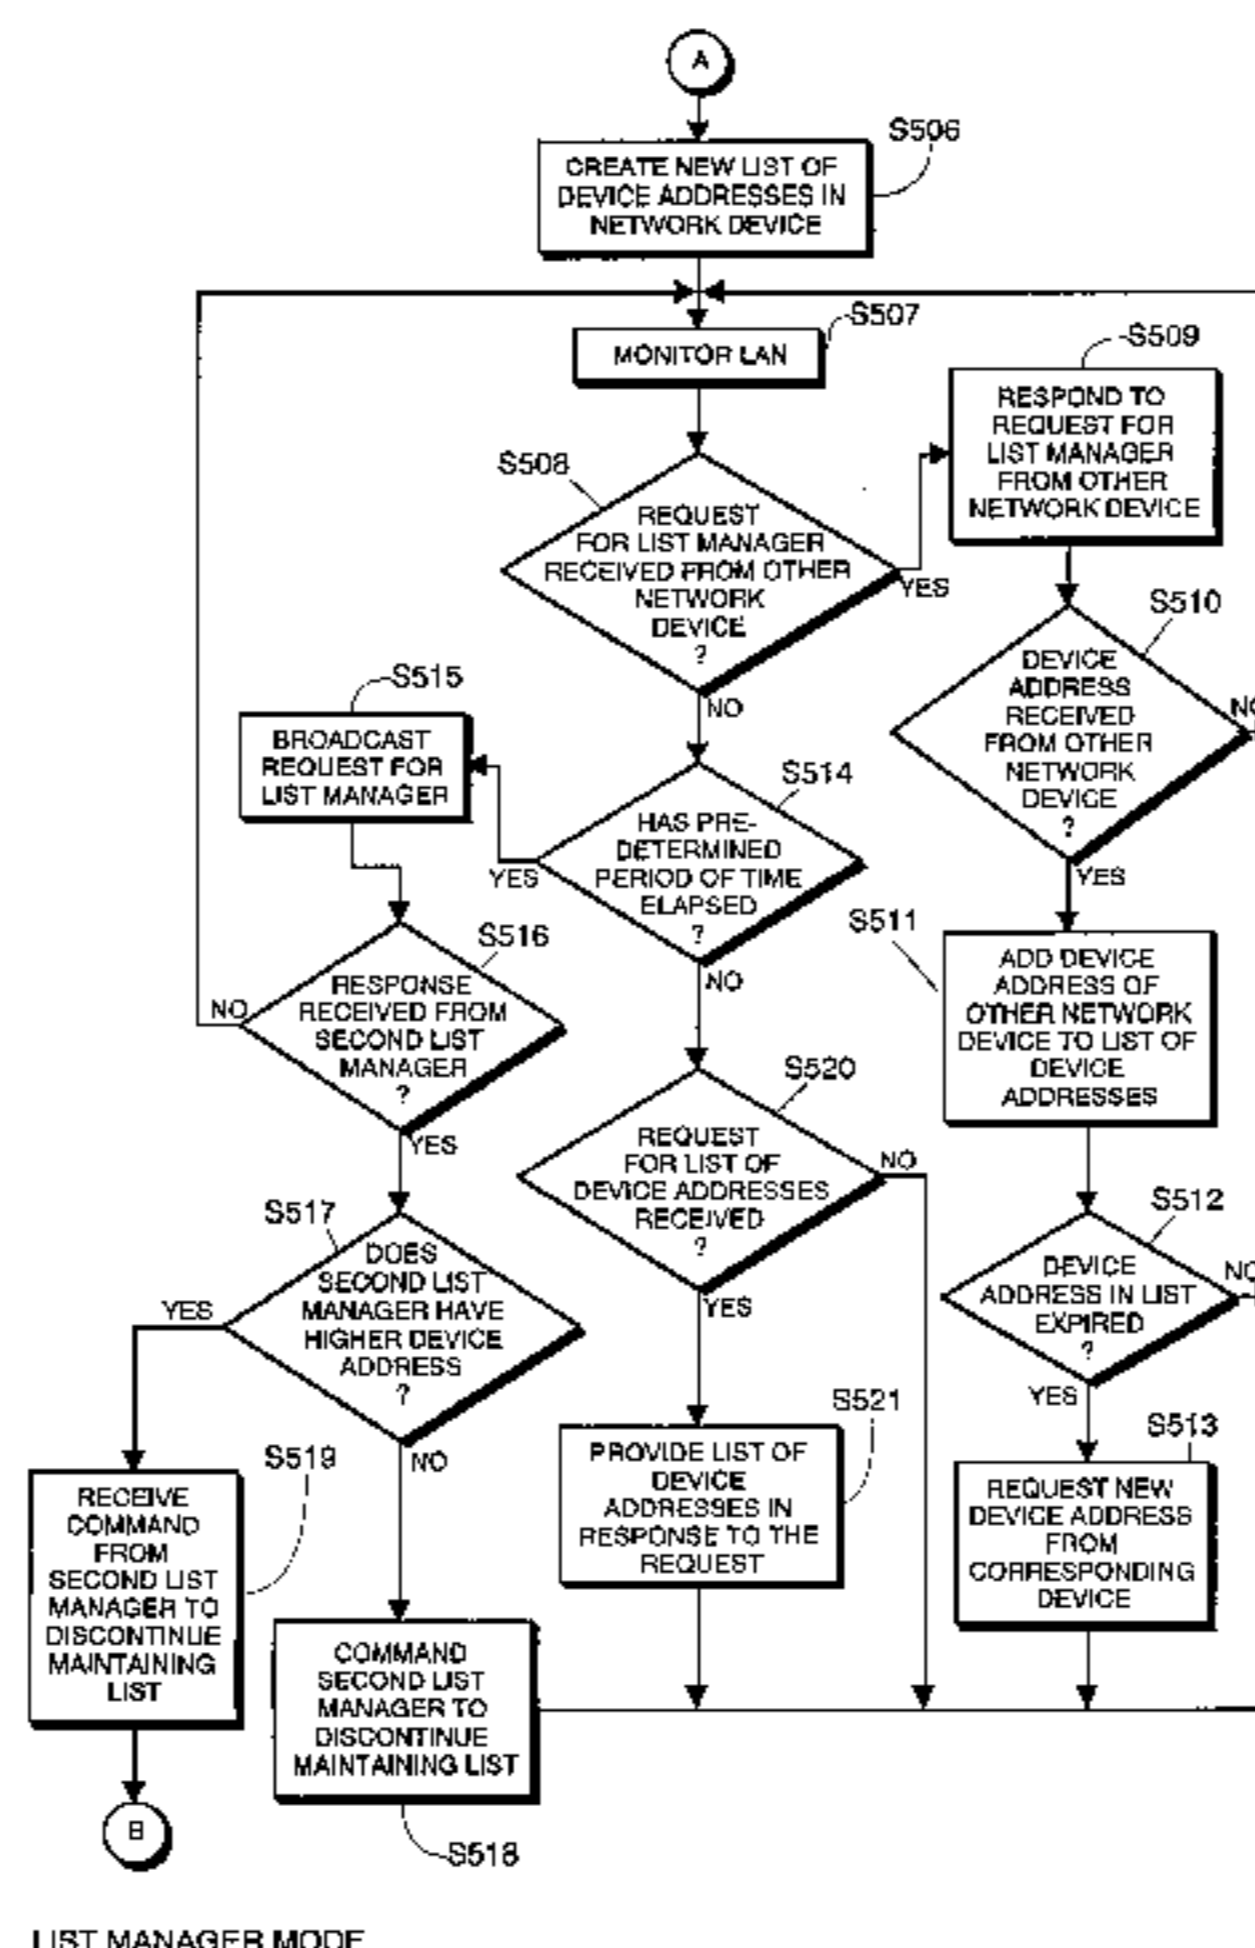 A
S506
CREATE NEW LIST OF
DEVICE ADDRESSES IN
NETWORK DEVICE
S507
MONITOR LAN
S509
RESPOND TO
REQUEST FOR
LIST MANAGER
FROM OTHER
NETWORK DEVICE
S508
REQUEST
FOR LIST MANAGER
RECEIVED FROM OTHER
NETWORK
DEVICE
?
YES
NO
S510
DEVICE
ADDRESS
RECEIVED
FROM OTHER
NETWORK
DEVICE
?
NO
YES
S515
BROADCAST
REQUEST FOR
LIST MANAGER
S514
HAS PRE-
DETERMINED
PERIOD OF TIME
ELAPSED
?
YES
NO
S511
ADD DEVICE
ADDRESS OF
OTHER NETWORK
DEVICE TO LIST OF
DEVICE
ADDRESSES
S516
RESPONSE
RECEIVED FROM
SECOND LIST
MANAGER
?
NO
YES
S520
REQUEST
FOR LIST OF
DEVICE ADDRESSES
RECEIVED
?
NO
YES
S512
DEVICE
ADDRESS IN LIST
EXPIRED
?
NO
YES
S517
DOES
SECOND LIST
MANAGER HAVE
HIGHER DEVICE
ADDRESS
?
YES
NO
S521
PROVIDE LIST OF
DEVICE
ADDRESSES IN
RESPONSE TO THE
REQUEST
S513
REQUEST NEW
DEVICE ADDRESS
FROM
CORRESPONDING
DEVICE
S519
RECEIVE
COMMAND
FROM
SECOND LIST
MANAGER TO
DISCONTINUE
MAINTAINING
LIST
COMMAND
SECOND LIST
MANAGER TO
DISCONTINUE
MAINTAINING LIST
B
S518
LIST MANAGER MODE